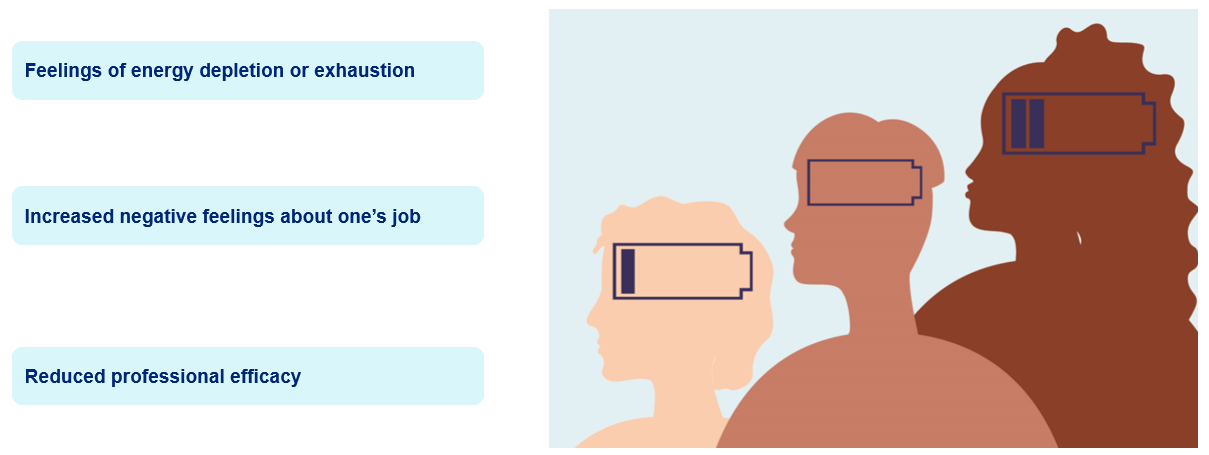 Feelings of energy depletion or exhaustion
Increased negative feelings about one’s job
Reduced professional efficacy